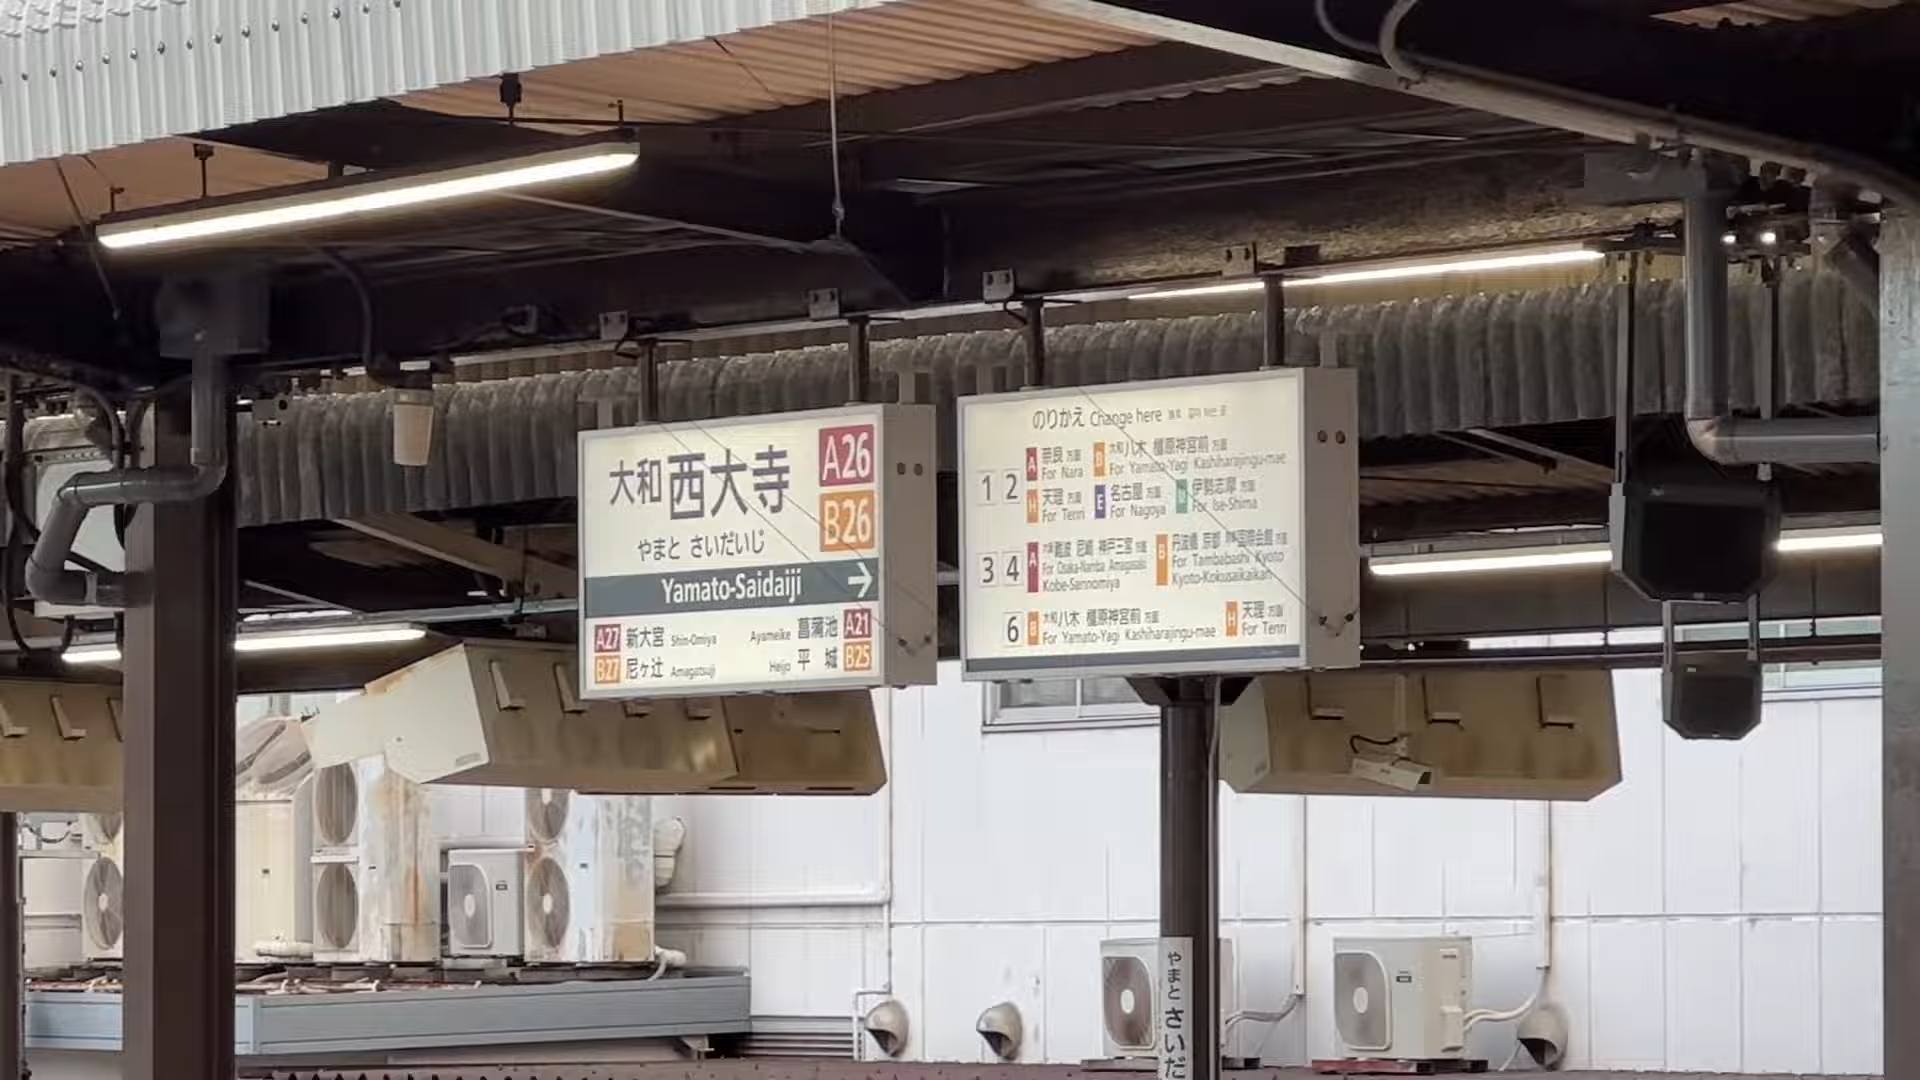 大和西大寺
A26
B26
やまと さいだいじ
Yamato-Saidaiji →
A27 新大宮 Shin-Omiya
Ayameike 菖蒲池 A21
B27 尼ヶ辻 Amagatsuji
Heijo 平城 B25
のりかえ Change here
1 2
A 奈良 方面
For Nara
B 大和八木 橿原神宮前 方面
For Yamato-Yagi Kashiharajingu-mae
H 天理 方面
For Tenri
E 名古屋 方面
For Nagoya
伊勢志摩 方面
For Ise-Shima
3 4
A 大阪難波 尼崎 神戸三宮 方面
For Osaka-Namba Amagasaki
Kobe-Sannomiya
B 丹波橋 京都 国際会館 方面
For Tambabashi Kyoto
Kyoto-Kokusaikaikan
6
B 大和八木 橿原神宮前 方面
For Yamato-Yagi Kashiharajingu-mae
H 天理 方面
For Tenri
やまと さいだ